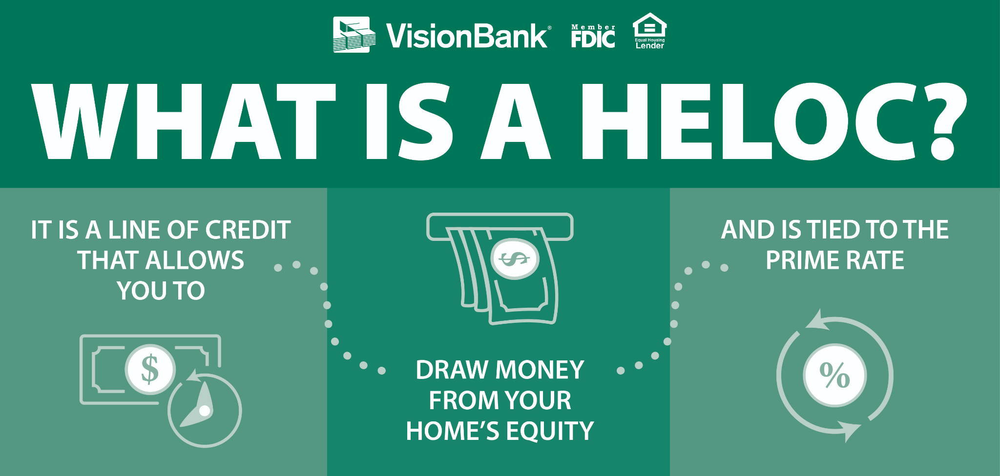 VisionBank®
Member
FDIC
Equal Housing
Lender
WHAT IS A HELOC?
IT IS A LINE OF CREDIT
THAT ALLOWS
YOU TO
$
$
DRAW MONEY
FROM YOUR
HOME'S EQUITY
AND IS TIED TO THE
PRIME RATE
%